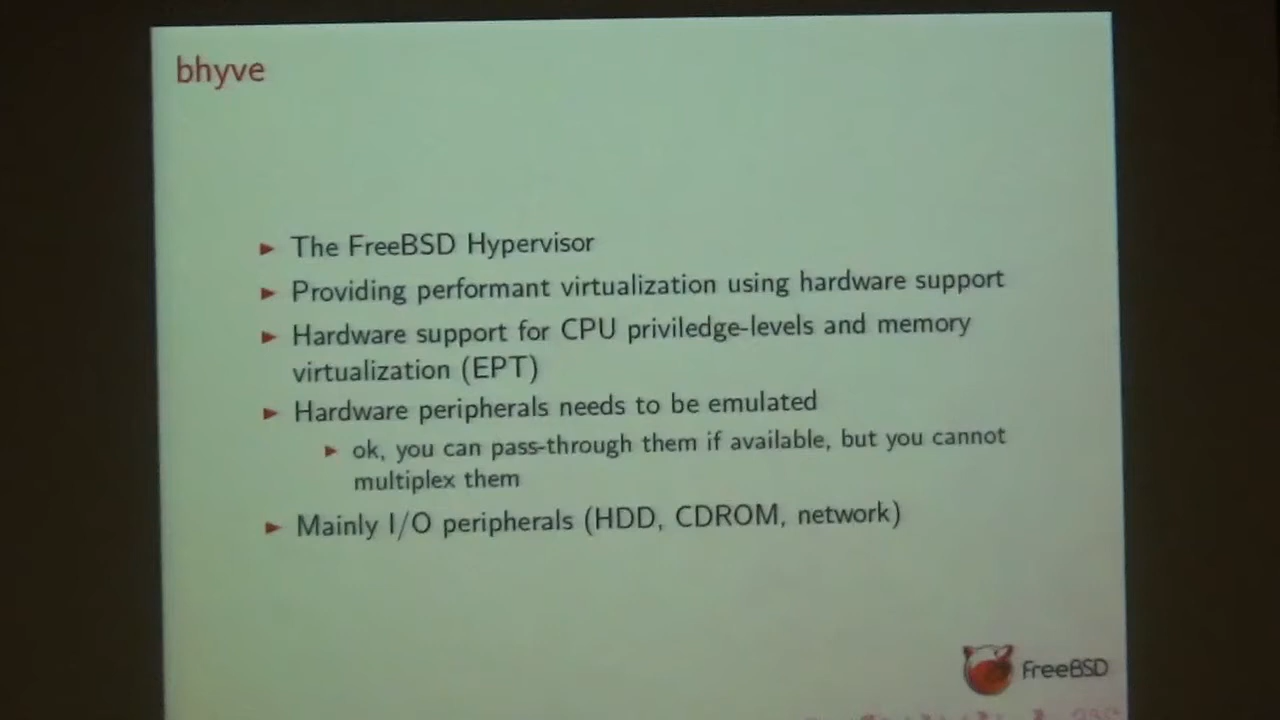 bhyve
The FreeBSD Hypervisor
Providing performant virtualization using hardware support
Hardware support for CPU priviledge-levels and memory
virtualization (EPT)
Hardware peripherals needs to be emulated
ok, you can pass-through them if available, but you cannot
multiplex them
Mainly I/O peripherals (HDD, CDROM, network)
FreeBSD